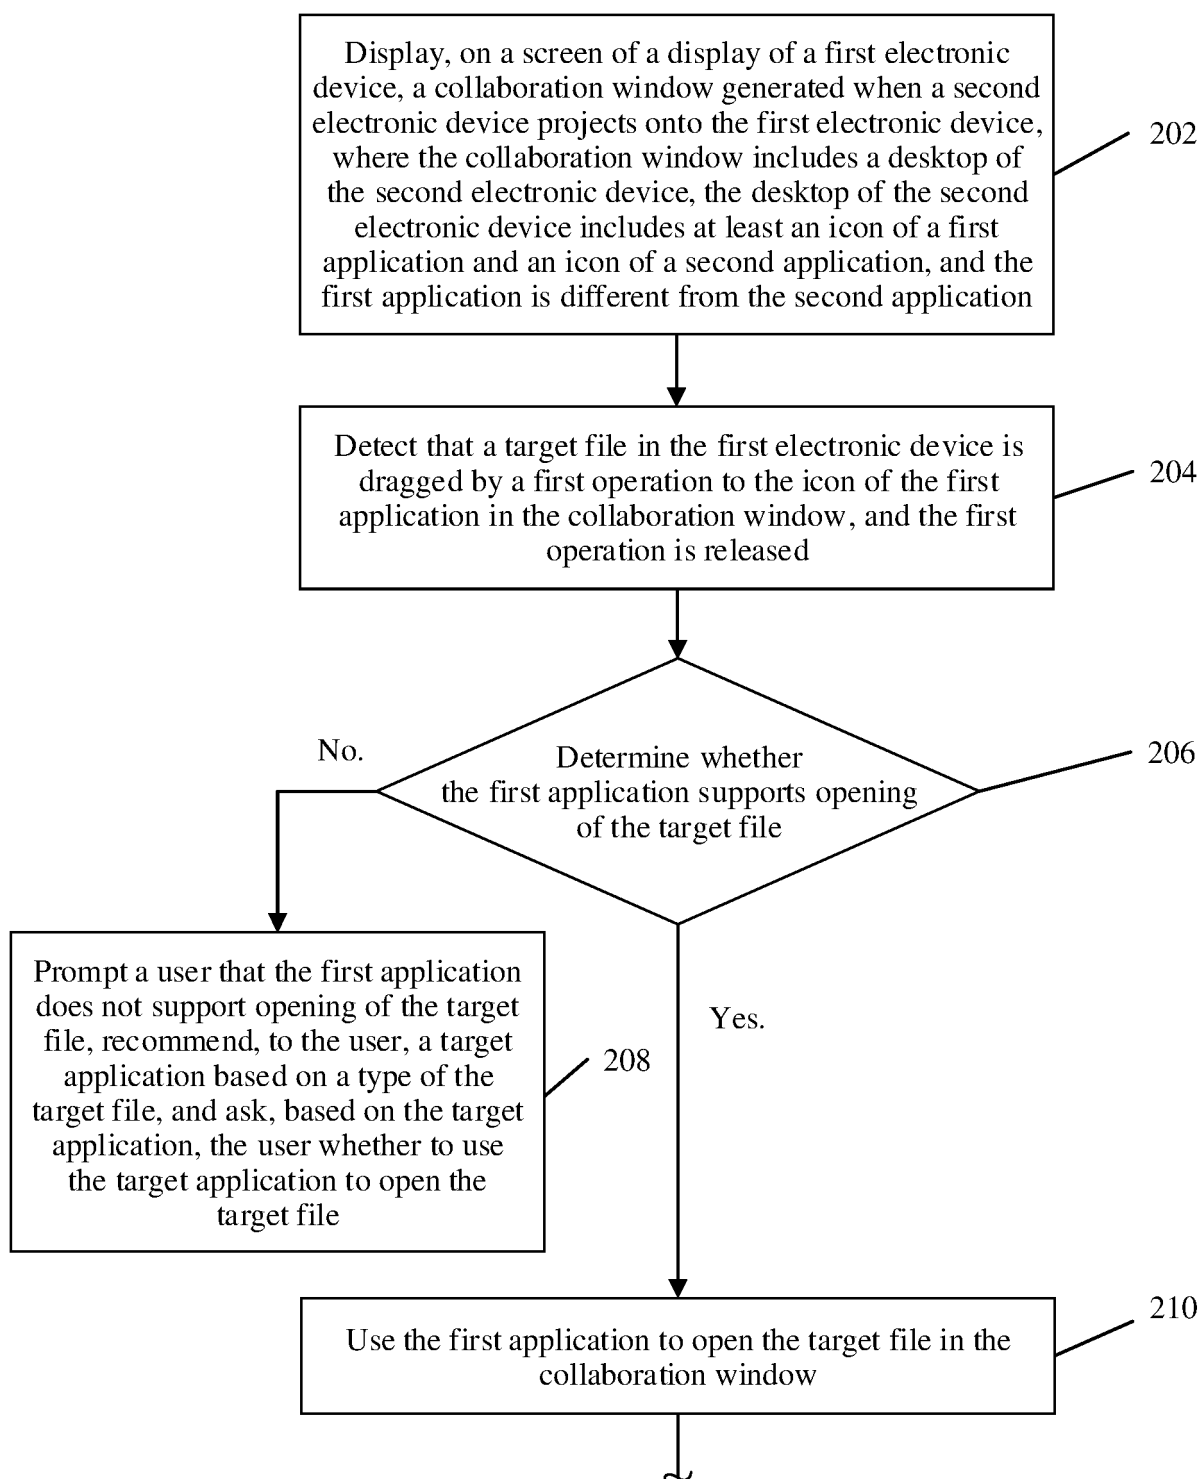 Display, on a screen of a display of a first electronic
device, a collaboration window generated when a second
electronic device projects onto the first electronic device,
where the collaboration window includes a desktop of
the second electronic device, the desktop of the second
electronic device includes at least an icon of a first
application and an icon of a second application, and the
first application is different from the second application
202
Detect that a target file in the first electronic device is
dragged by a first operation to the icon of the first
application in the collaboration window, and the first
operation is released
204
No.
Determine whether
the first application supports opening
of the target file
206
Prompt a user that the first application
does not support opening of the target
file, recommend, to the user, a target
application based on a type of the
target file, and ask, based on the target
application, the user whether to use
the target application to open the
target file
208
Yes.
Use the first application to open the target file in the
collaboration window
210